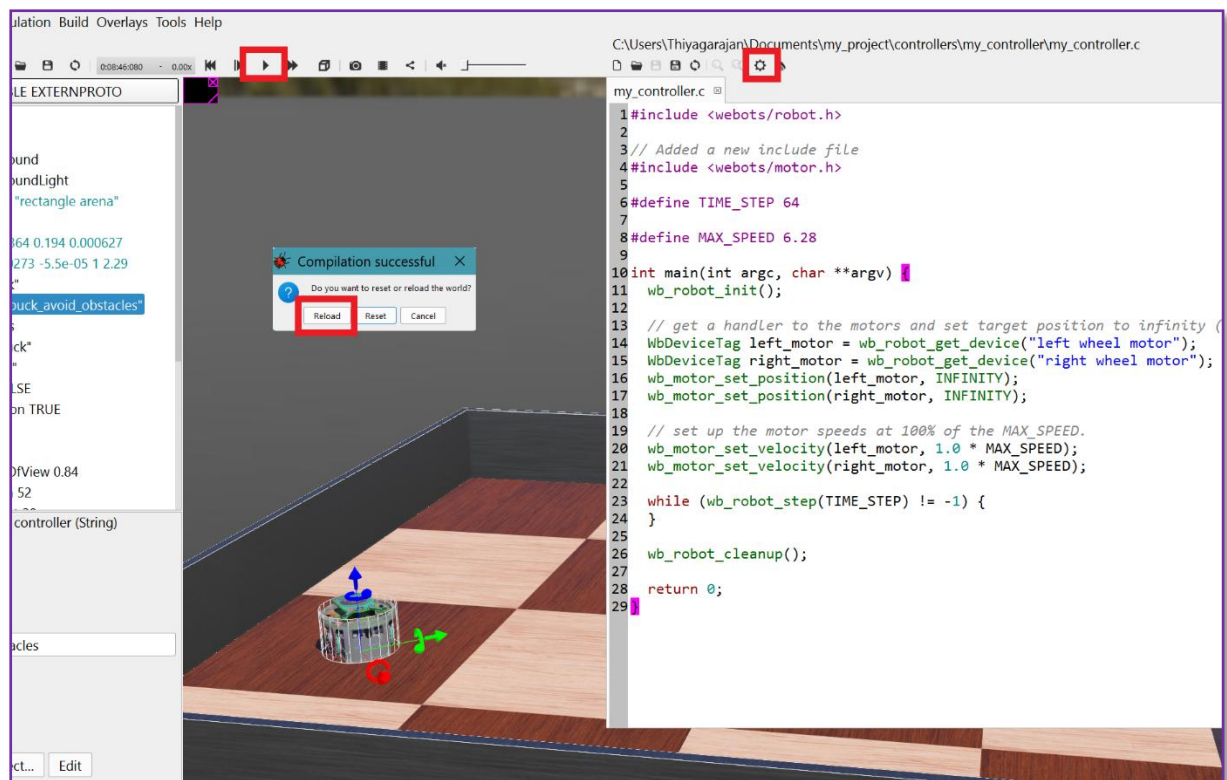 ulation Build Overlays Tools Help
0:08:46:080 - 0.00x
LE EXTERNPROTO
ound
oundLight
"rectangle arena"
364 0.194 0.000627
0273 -5.5e-05 1 2.29
puck_avoid_obstacles"
s
ack"
"
LSE
on TRUE
OfView 0.84
52
controller (String)
acles
ct... Edit
Compilation successful
Do you want to reset or reload the world?
Reload Reset Cancel
C:\Users\Thiyagarajan\Documents\my_project\controllers\my_controller\my_controller.c
my_controller.c
1 #include <webots/robot.h>
2
3 // Added a new include file
4 #include <webots/motor.h>
5
6 #define TIME_STEP 64
7
8 #define MAX_SPEED 6.28
9
10 int main(int argc, char **argv) {
11 wb_robot_init();
12
13 // get a handler to the motors and set target position to infinity (
14 WbDeviceTag left_motor = wb_robot_get_device("left wheel motor");
15 WbDeviceTag right_motor = wb_robot_get_device("right wheel motor");
16 wb_motor_set_position(left_motor, INFINITY);
17 wb_motor_set_position(right_motor, INFINITY);
18
19 // set up the motor speeds at 100% of the MAX_SPEED.
20 wb_motor_set_velocity(left_motor, 1.0 * MAX_SPEED);
21 wb_motor_set_velocity(right_motor, 1.0 * MAX_SPEED);
22
23 while (wb_robot_step(TIME_STEP) != -1) {
24 }
25
26 wb_robot_cleanup();
27
28 return 0;
29 }